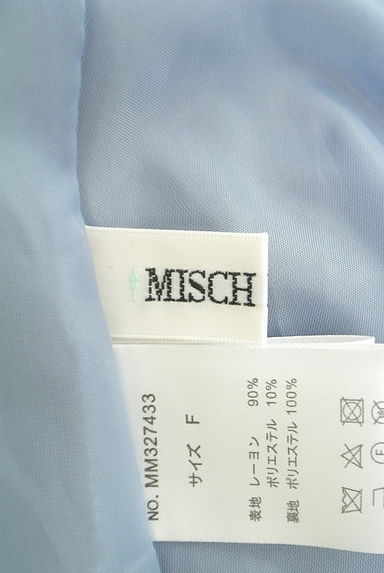 MISCH
NO. MM327433
サイズ F
表地 レーヨン 90%
ポリエステル 10%
裏地 ポリエステル 100%